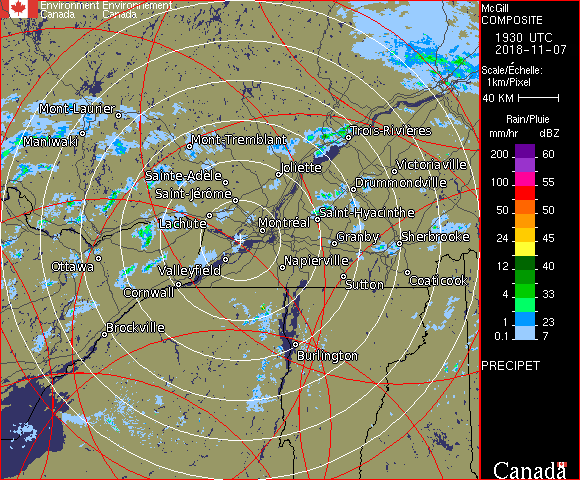 Environment Environnement
Canada Canada
McGill
COMPOSITE
1930 UTC
2018-11-07
Scale/Échelle:
1km/Pixel
40 KM
Rain/Pluie
mm/hr dBZ
200 60
100 55
50 50
24 45
12 40
4 33
1 23
0.1 7
PRECIPET
Canada
Mont-Laurier
Maniwaki
Mont-Tremblant
Trois-Rivières
Sainte-Adèle
Joliette
Victoriaville
Saint-Jérôme
Drummondville
Lachute
Montréal
Saint-Hyacinthe
Granby
Sherbrooke
Ottawa
Valleyfield
Napierville
Cornwall
Sutton
Coaticook
Brockville
Burlington